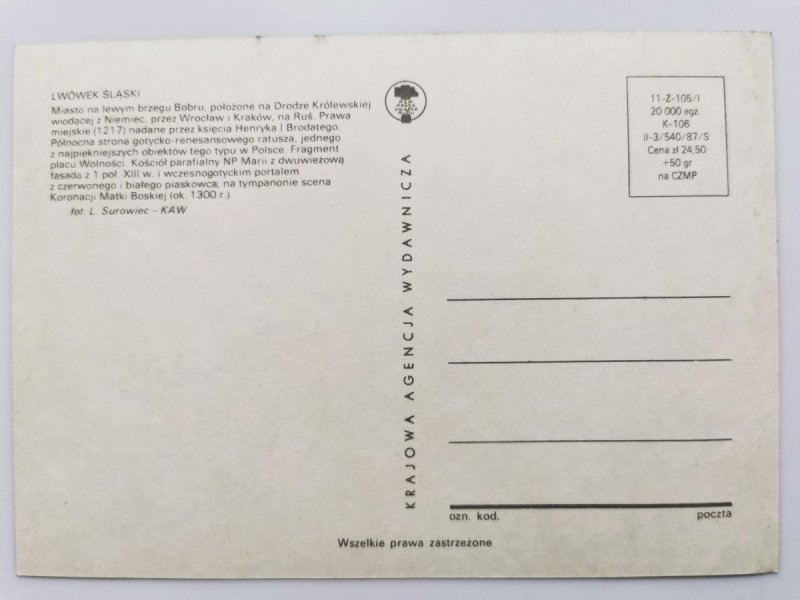 LWÓWEK ŚLĄSKI
Miasto na lewym brzegu Bobru, położone na Drodze Królewskiej
wiodącej z Niemiec, przez Wrocław i Kraków, na Ruś. Prawa
miejskie (1217) nadane przez księcia Henryka I Brodatego.
Północna strona gotycko-renesansowego ratusza, jednego
z najpiękniejszych obiektów tego typu w Polsce. Fragment
placu Wolności. Kościół parafialny NP Marii z dwuwieżową
fasadą z 1 poł. XIII w. i wczesnogotyckim portalem
z czerwonego i białego piaskowca; na tympanonie scena
Koronacji Matki Boskiej (ok. 1300 r.)
fot. L. Surowiec - KAW
PRASA
KSIĄŻKA
RUCH
KRAJOWA AGENCJA WYDAWNICZA
11-Z-105/I
20 000 egz.
K-106
II-3/540/87/S
Cena zł 24,50
+50 gr
na CZMP
ozn. kod.
poczta
Wszelkie prawa zastrzeżone